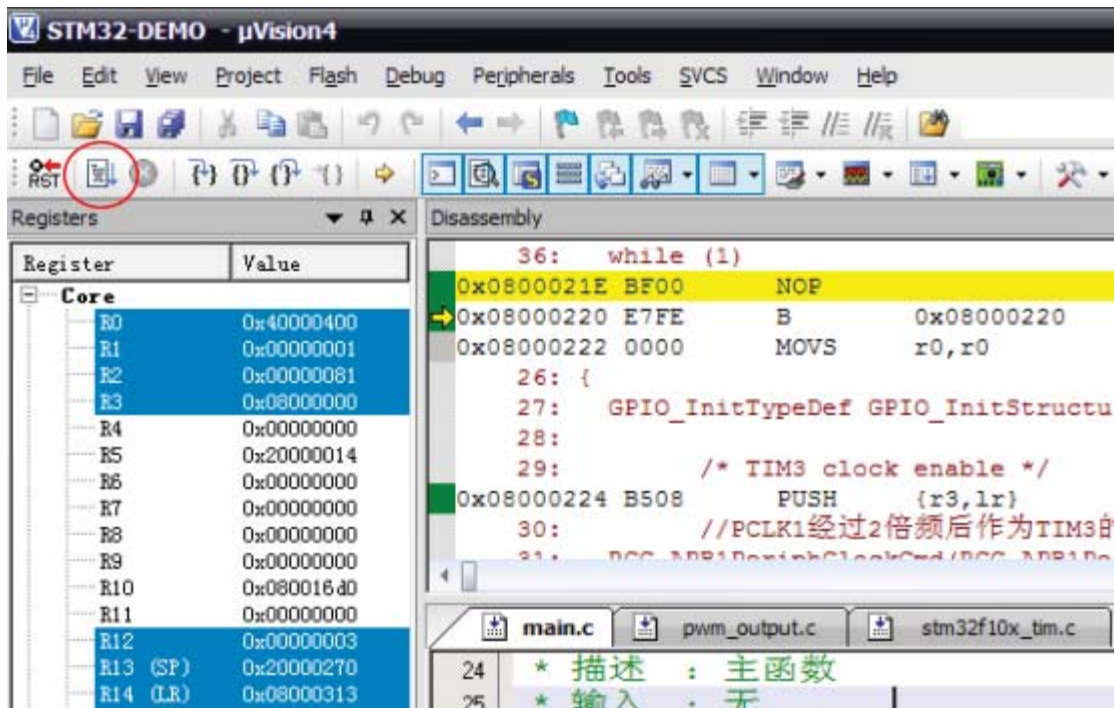 STM32-DEMO - µVision4
File Edit View Project Flash Debug Peripherals Tools SVCS Window Help
RST
Registers
Register Value
Core
R0 0x40000400
R1 0x00000001
R2 0x00000081
R3 0x08000000
R4 0x00000000
R5 0x20000014
R6 0x00000000
R7 0x00000000
R8 0x00000000
R9 0x00000000
R10 0x080016d0
R11 0x00000000
R12 0x00000003
R13 (SP) 0x20000270
R14 (LR) 0x08000313
Disassembly
36: while (1)
0x0800021E BF00 NOP
0x08000220 E7FE B 0x08000220
0x08000222 0000 MOVS r0,r0
26: {
27: GPIO_InitTypeDef GPIO_InitStructu
28:
29: /* TIM3 clock enable */
0x08000224 B508 PUSH {r3,lr}
30: //PCLK1经过2倍频后作为TIM3的
main.c pwm_output.c stm32f10x_tim.c
24 * 描述 : 主函数
25 * 输入 : 无